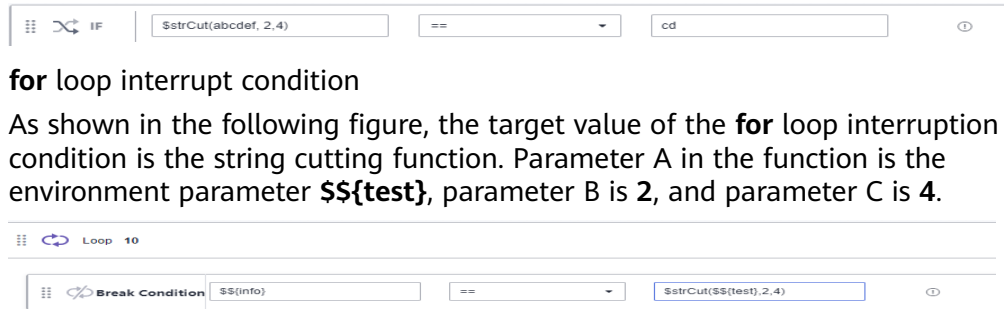 IF $strCut(abcdef, 2,4) == cd
for loop interrupt condition
As shown in the following figure, the target value of the for loop interruption
condition is the string cutting function. Parameter A in the function is the
environment parameter $${test}, parameter B is 2, and parameter C is 4.
Loop 10
Break Condition $${info} == $strCut($${test},2,4)